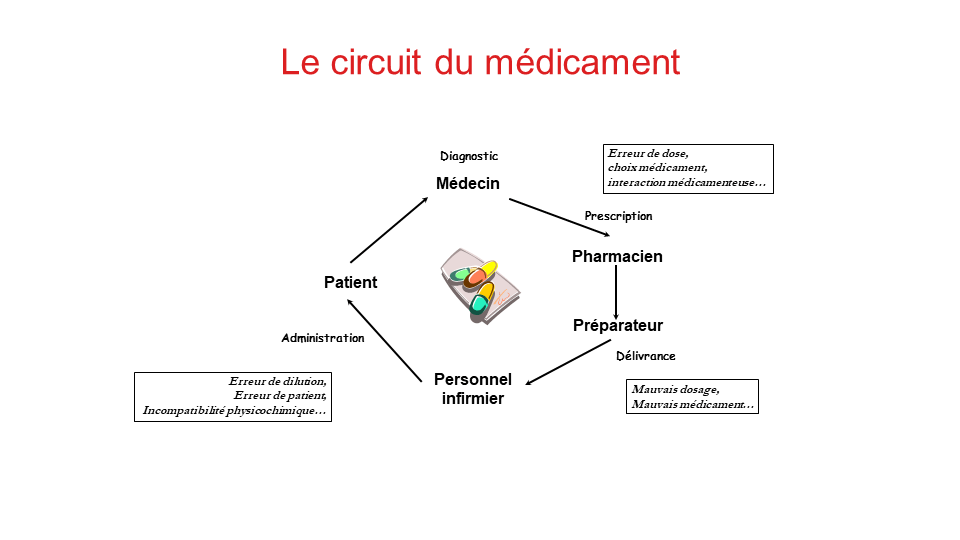 Le circuit du médicament
Diagnostic
Médecin
Erreur de dose,
choix médicament,
interaction médicamenteuse…
Prescription
Pharmacien
Patient
Préparateur
Administration
Délivrance
Personnel
infirmier
Erreur de dilution,
Erreur de patient,
Incompatibilité physicochimique…
Mauvais dosage,
Mauvais médicament…